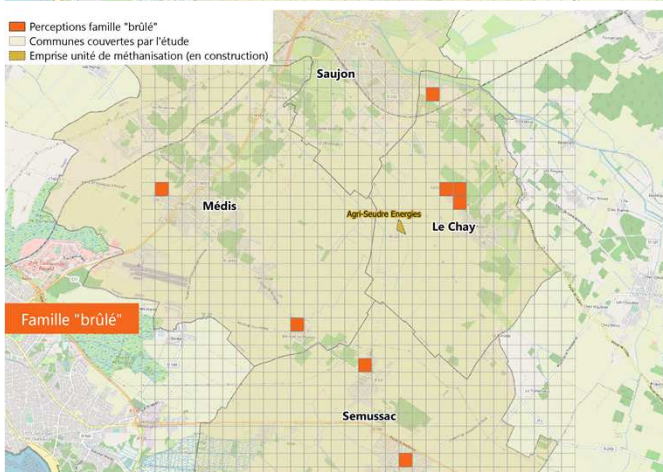 Perceptions famille "brûlé"
Communes couvertes par l'étude
Emprise unité de méthanisation (en construction)
Saujon
Médis
Agri-Seudre Energies
Le Chay
Famille "brûlé"
Semussac